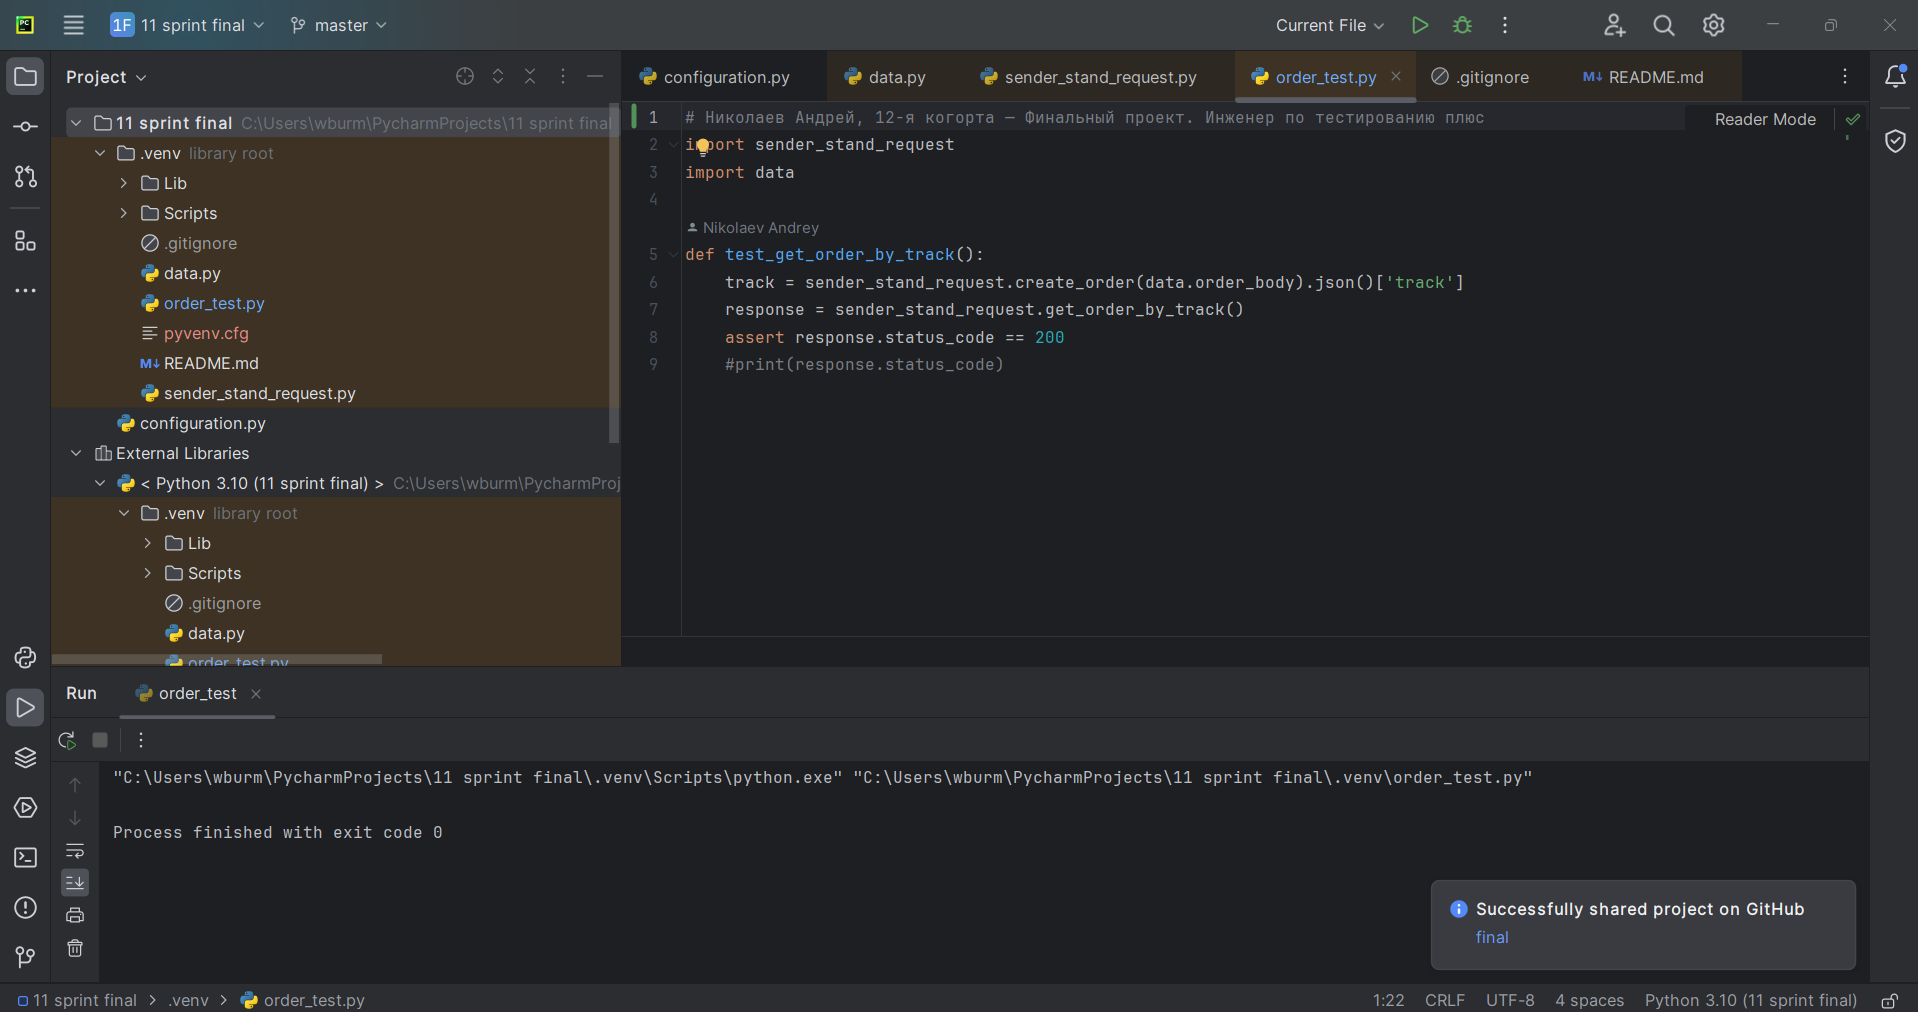 PC
1F 11 sprint final
master
Current File
Project
configuration.py
data.py
sender_stand_request.py
order_test.py
.gitignore
README.md
11 sprint final C:\Users\wburm\PycharmProjects\11 sprint final
.venv library root
Lib
Scripts
.gitignore
data.py
order_test.py
pyvenv.cfg
README.md
sender_stand_request.py
configuration.py
External Libraries
< Python 3.10 (11 sprint final) > C:\Users\wburm\PycharmProj
.venv library root
Lib
Scripts
.gitignore
data.py
order_test.py
Reader Mode
1 # Николаев Андрей, 12-я когорта — Финальный проект. Инженер по тестированию плюс
2 import sender_stand_request
3 import data
4
Nikolaev Andrey
5 def test_get_order_by_track():
6 track = sender_stand_request.create_order(data.order_body).json()['track']
7 response = sender_stand_request.get_order_by_track()
8 assert response.status_code == 200
9 #print(response.status_code)
Run
order_test
"C:\Users\wburm\PycharmProjects\11 sprint final\.venv\Scripts\python.exe" "C:\Users\wburm\PycharmProjects\11 sprint final\.venv\order_test.py"
Process finished with exit code 0
Successfully shared project on GitHub
final
11 sprint final > .venv > order_test.py
1:22 CRLF UTF-8 4 spaces Python 3.10 (11 sprint final)